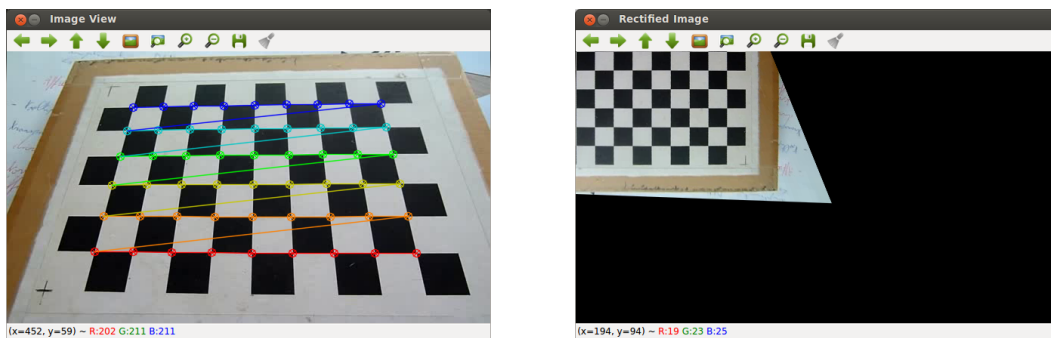 Image View
(x=452, y=59) ~ R:202 G:211 B:211
Rectified Image
(x=194, y=94) ~ R:19 G:23 B:25